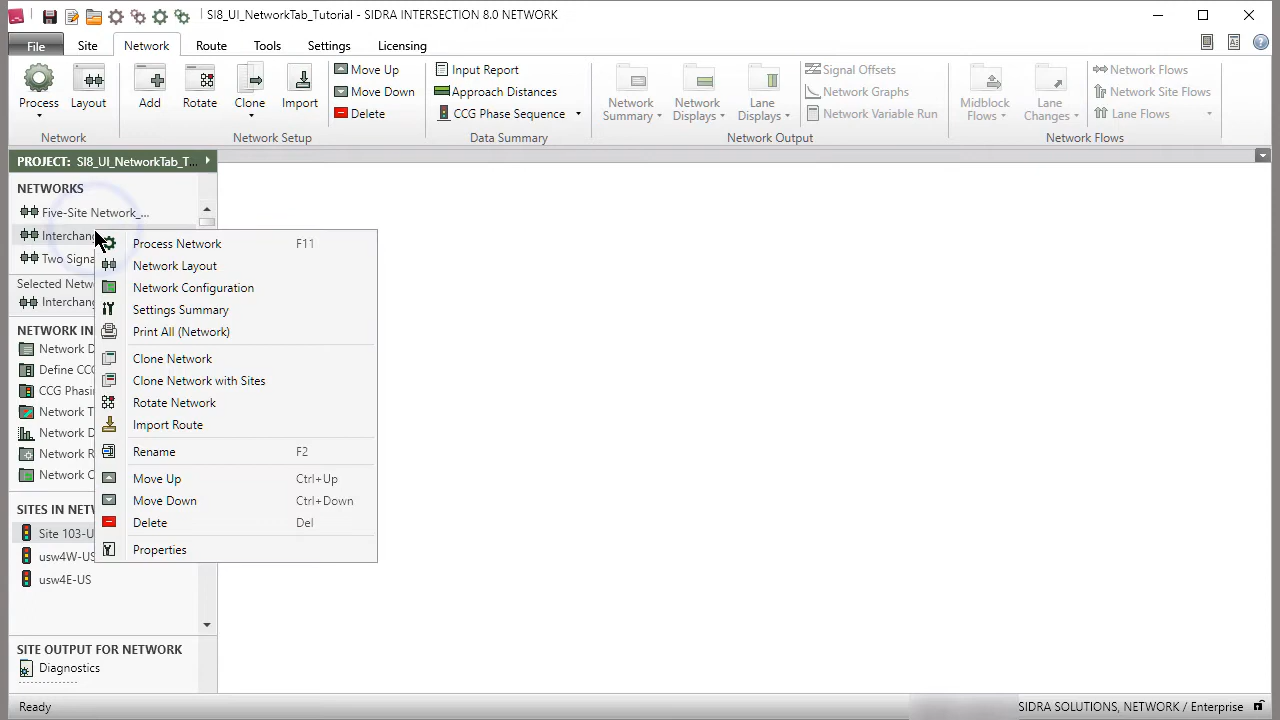 SI8_UI_NetworkTab_Tutorial - SIDRA INTERSECTION 8.0 NETWORK
File Site Network Route Tools Settings Licensing
Process Layout Add Rotate Clone Import
Move Up
Move Down
Delete
Input Report
Approach Distances
CCG Phase Sequence
Network Summary
Network Displays
Lane Displays
Signal Offsets
Network Graphs
Network Variable Run
Midblock Flows
Lane Changes
Network Flows
Network Site Flows
Lane Flows
Network Network Setup Data Summary Network Output Network Flows
PROJECT: SI8_UI_NetworkTab_T...
NETWORKS
Five-Site Network_...
Interchang
Two Signa
Selected Netw
Interchang
NETWORK IN
Network D
Define CCG
CCG Phasi
Network T
Network D
Network R
Network C
SITES IN NETW
Site 103-U
usw4W-US
usw4E-US
SITE OUTPUT FOR NETWORK
Diagnostics
Process Network F11
Network Layout
Network Configuration
Settings Summary
Print All (Network)
Clone Network
Clone Network with Sites
Rotate Network
Import Route
Rename F2
Move Up Ctrl+Up
Move Down Ctrl+Down
Delete Del
Properties
Ready
SIDRA SOLUTIONS, NETWORK / Enterprise